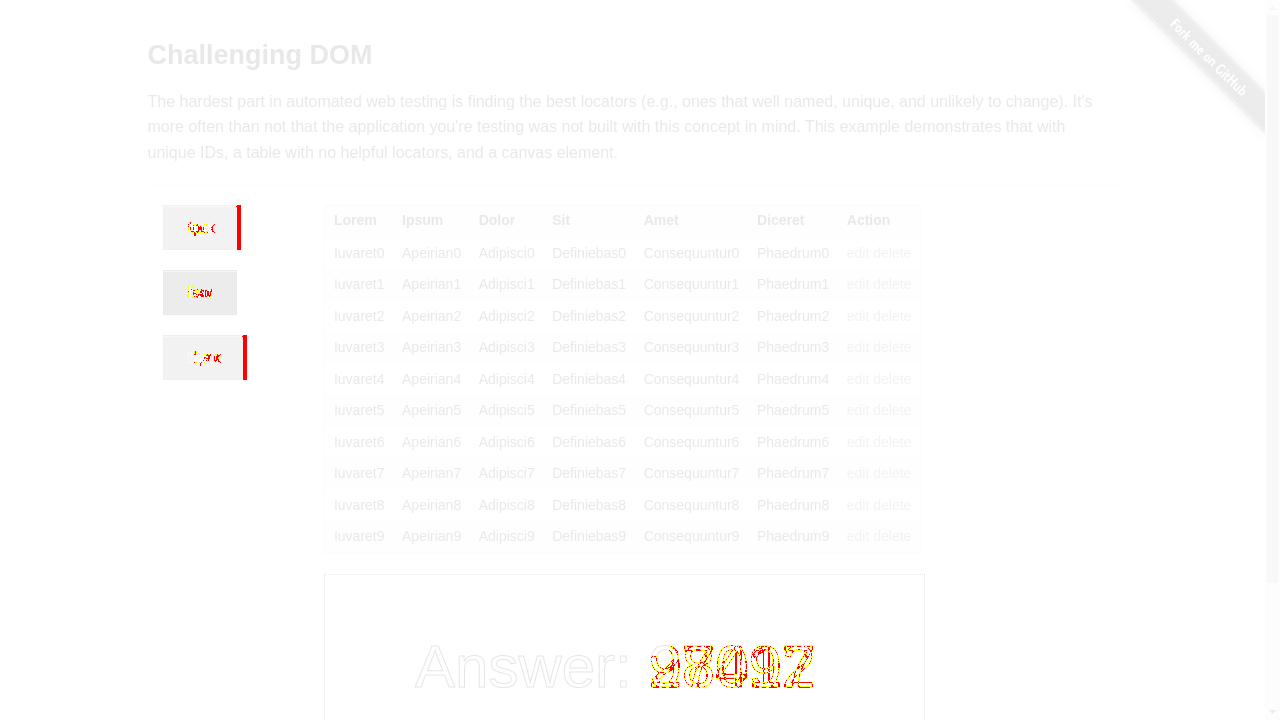 Fork me on GitHub
Challenging DOM
The hardest part in automated web testing is finding the best locators (e.g., ones that well named, unique, and unlikely to change). It's
more often than not that the application you're testing was not built with this concept in mind. This example demonstrates that with
unique IDs, a table with no helpful locators, and a canvas element.
Lorem Ipsum Dolor Sit Amet Diceret Action
Iuvaret0 Apeirian0 Adipisci0 Definiebas0 Consequuntur0 Phaedrum0 edit delete
Iuvaret1 Apeirian1 Adipisci1 Definiebas1 Consequuntur1 Phaedrum1 edit delete
Iuvaret2 Apeirian2 Adipisci2 Definiebas2 Consequuntur2 Phaedrum2 edit delete
Iuvaret3 Apeirian3 Adipisci3 Definiebas3 Consequuntur3 Phaedrum3 edit delete
Iuvaret4 Apeirian4 Adipisci4 Definiebas4 Consequuntur4 Phaedrum4 edit delete
Iuvaret5 Apeirian5 Adipisci5 Definiebas5 Consequuntur5 Phaedrum5 edit delete
Iuvaret6 Apeirian6 Adipisci6 Definiebas6 Consequuntur6 Phaedrum6 edit delete
Iuvaret7 Apeirian7 Adipisci7 Definiebas7 Consequuntur7 Phaedrum7 edit delete
Iuvaret8 Apeirian8 Adipisci8 Definiebas8 Consequuntur8 Phaedrum8 edit delete
Iuvaret9 Apeirian9 Adipisci9 Definiebas9 Consequuntur9 Phaedrum9 edit delete
Answer: